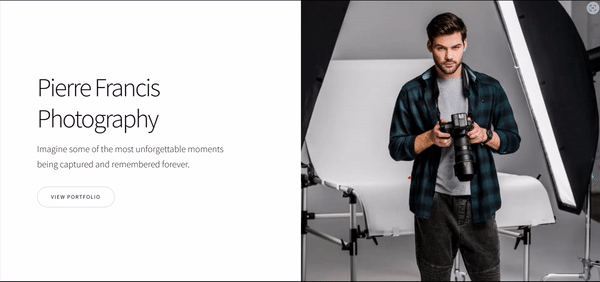 Pierre Francis
Photography
Imagine some of the most unforgettable moments
being captured and remembered forever.
VIEW PORTFOLIO